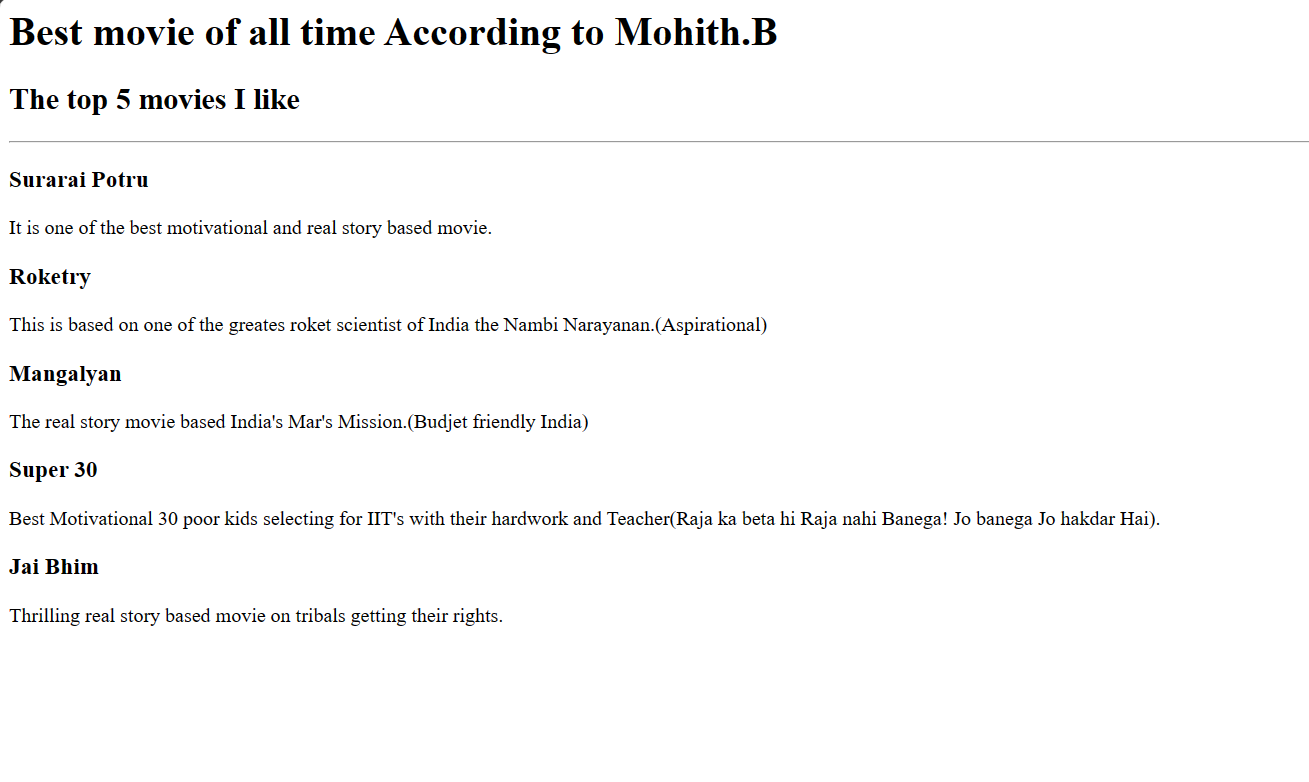 Best movie of all time According to Mohith.B
The top 5 movies I like
Surarai Potru
It is one of the best motivational and real story based movie.
Roketry
This is based on one of the greates roket scientist of India the Nambi Narayanan.(Aspirational)
Mangalyan
The real story movie based India's Mar's Mission.(Budjet friendly India)
Super 30
Best Motivational 30 poor kids selecting for IIT's with their hardwork and Teacher(Raja ka beta hi Raja nahi Banega! Jo banega Jo hakdar Hai).
Jai Bhim
Thrilling real story based movie on tribals getting their rights.